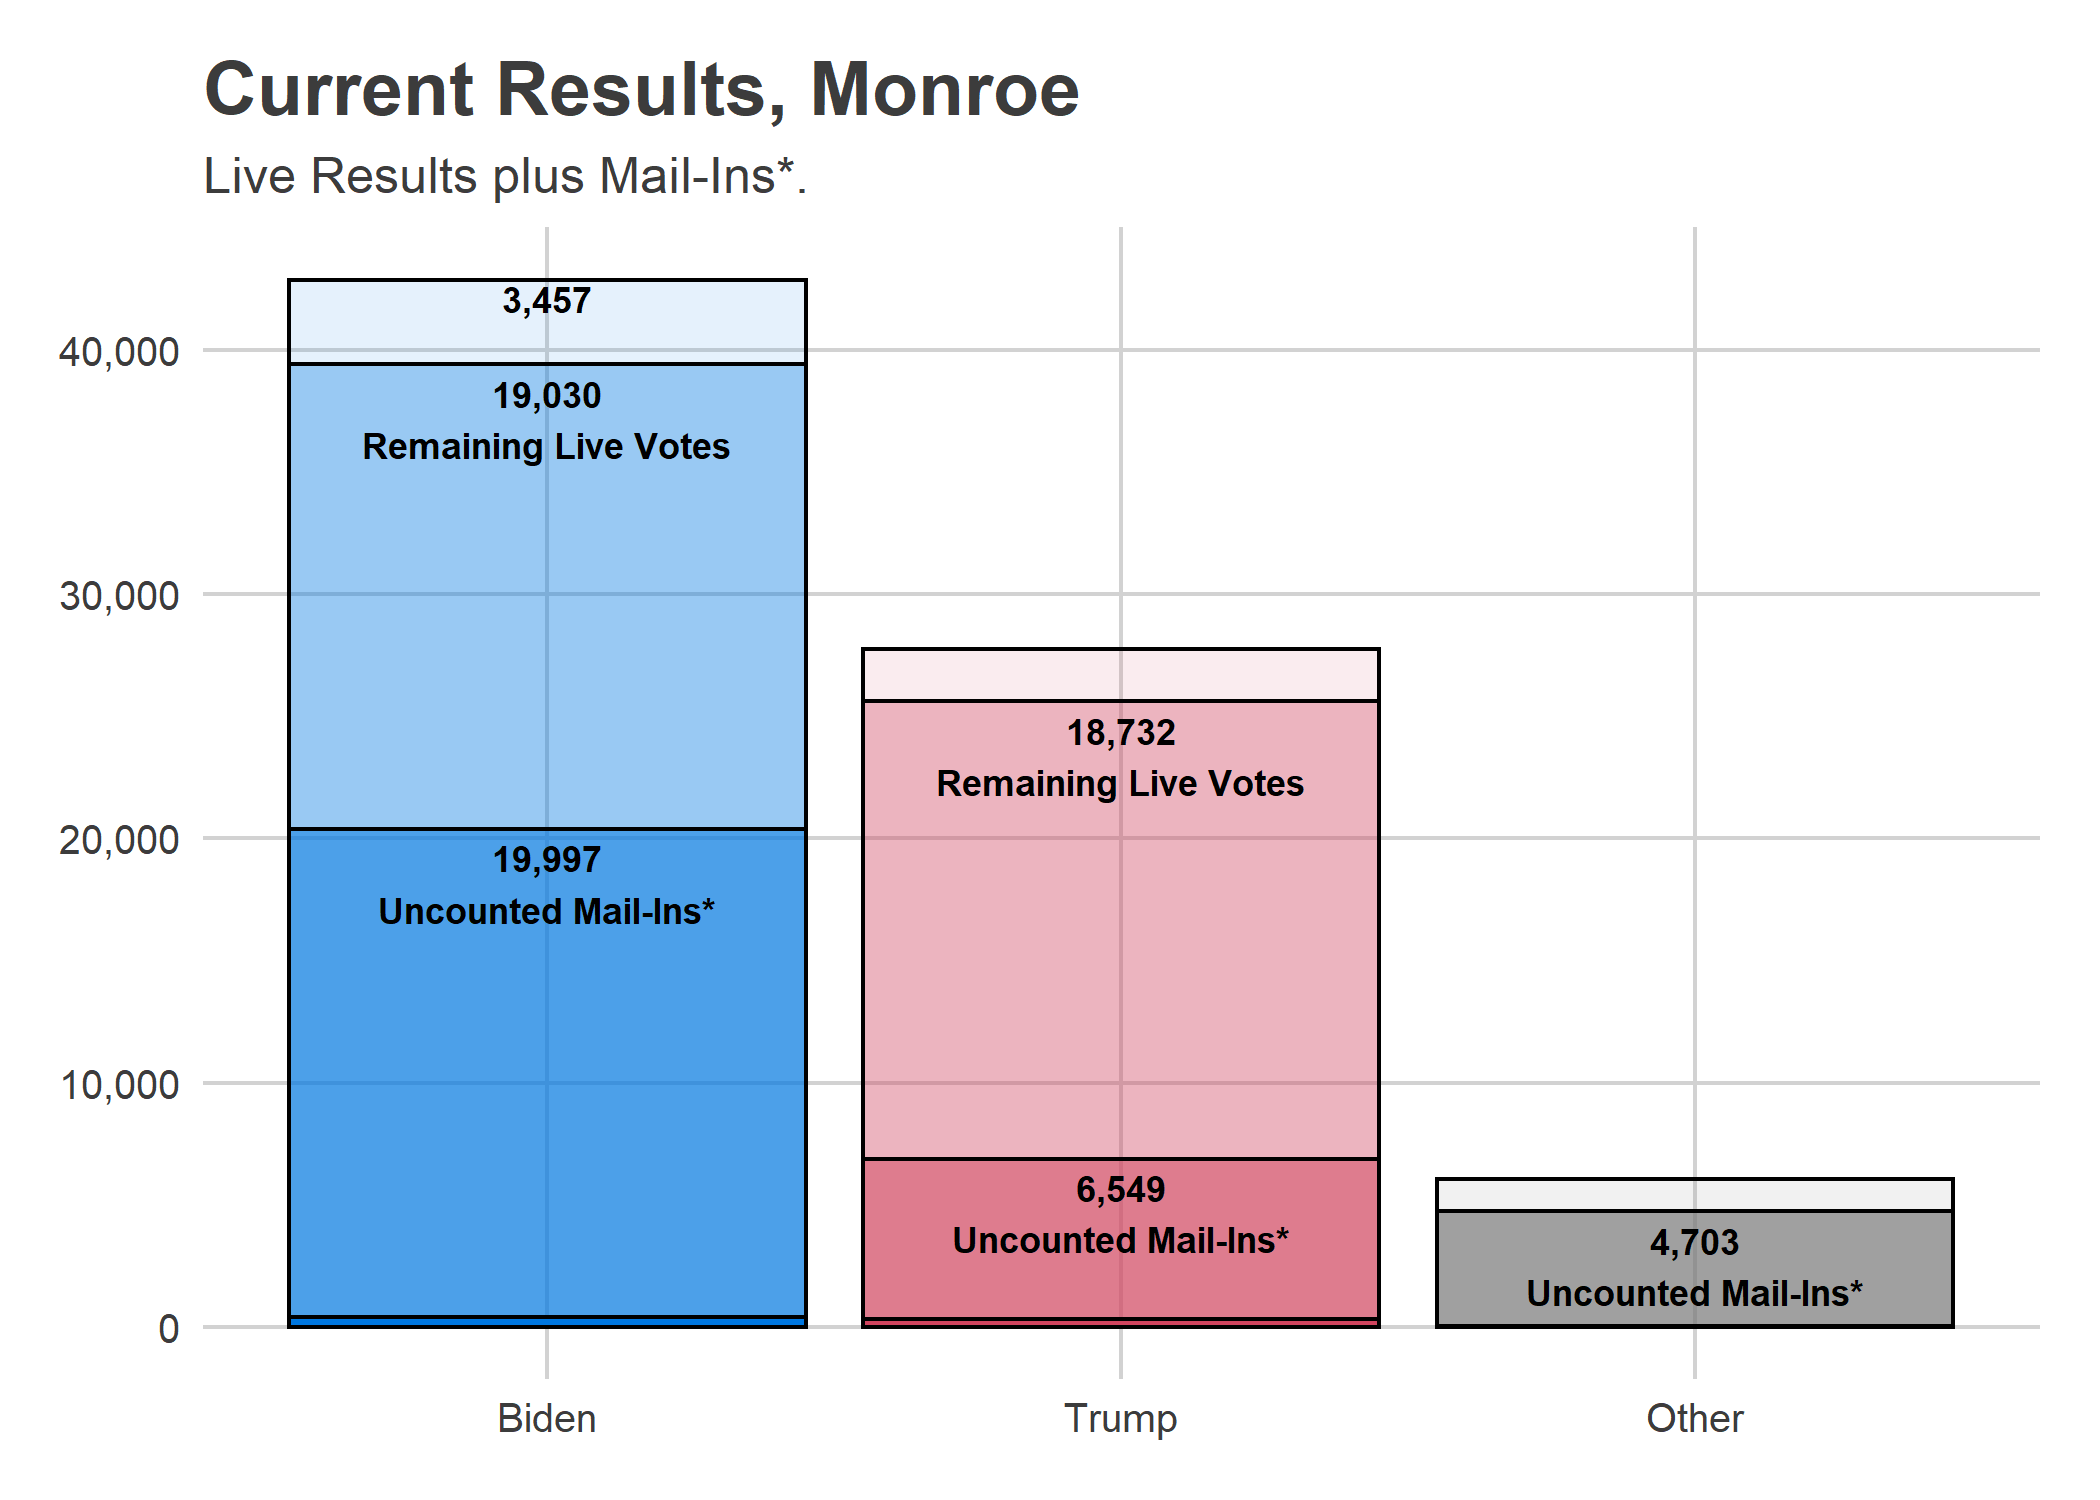 Current Results, Monroe
Live Results plus Mail-Ins*.
40,000
30,000
20,000
10,000
0
3,457
19,030
Remaining Live Votes
19,997
Uncounted Mail-Ins*
18,732
Remaining Live Votes
6,549
Uncounted Mail-Ins*
4,703
Uncounted Mail-Ins*
Biden
Trump
Other